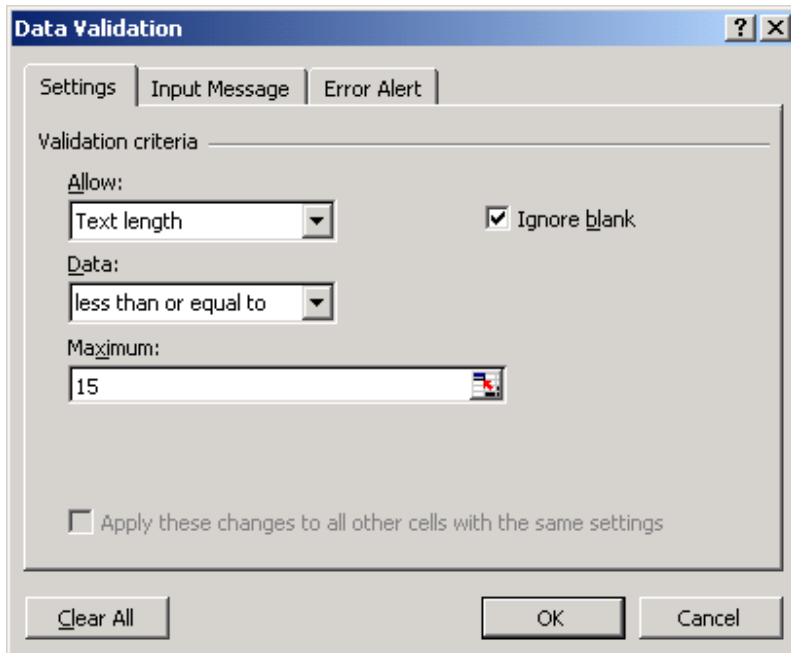 Data Validation
Settings Input Message Error Alert
Validation criteria
Allow:
Text length
Ignore blank
Data:
less than or equal to
Maximum:
15
Apply these changes to all other cells with the same settings
Clear All OK Cancel